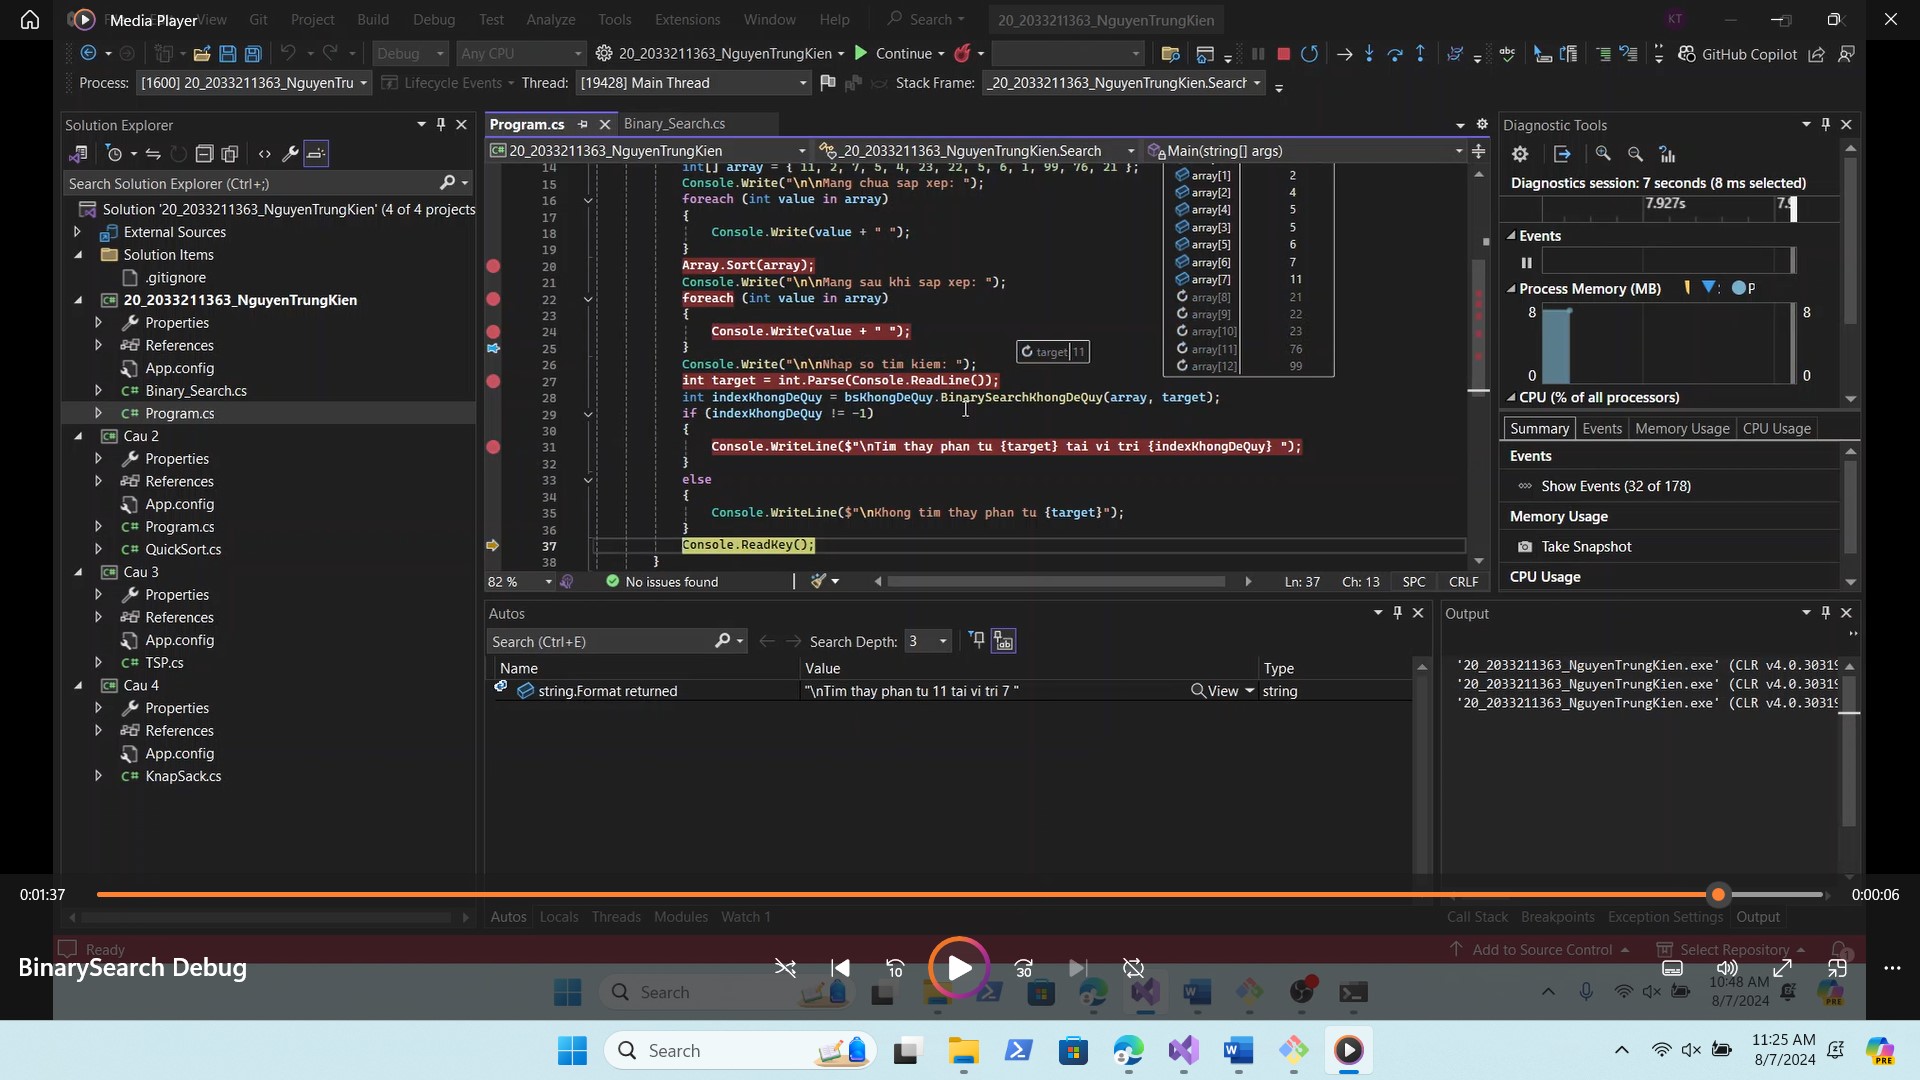 Media Player
View Git Project Build Debug Test Analyze Tools Extensions Window Help Search 20_2033211363_NguyenTrungKien KT
Debug Any CPU 20_2033211363_NguyenTrungKien Continue GitHub Copilot
Process: [1600] 20_2033211363_NguyenTru Lifecycle Events Thread: [19428] Main Thread Stack Frame: _20_2033211363_NguyenTrungKien.Search
Solution Explorer
Search Solution Explorer (Ctrl+;)
Solution '20_2033211363_NguyenTrungKien' (4 of 4 projects
External Sources
Solution Items
.gitignore
20_2033211363_NguyenTrungKien
Properties
References
App.config
Binary_Search.cs
Program.cs
Cau 2
Properties
References
App.config
Program.cs
QuickSort.cs
Cau 3
Properties
References
App.config
TSP.cs
Cau 4
Properties
References
App.config
KnapSack.cs
Program.cs Binary_Search.cs
20_2033211363_NguyenTrungKien _20_2033211363_NguyenTrungKien.Search Main(string[] args)
14 int[] array = { 11, 2, 7, 5, 4, 23, 22, 5, 6, 1, 99, 76, 21 };
15 Console.Write("\n\nMang chua sap xep: ");
16 foreach (int value in array)
17 {
18 Console.Write(value + " ");
19 }
20 Array.Sort(array);
21 Console.Write("\n\nMang sau khi sap xep: ");
22 foreach (int value in array)
23 {
24 Console.Write(value + " ");
25 }
26 Console.Write("\n\nNhap so tim kiem: ");
27 int target = int.Parse(Console.ReadLine());
28 int indexKhongDeQuy = bsKhongDeQuy.BinarySearchKhongDeQuy(array, target);
29 if (indexKhongDeQuy != -1)
30 {
31 Console.WriteLine($"\nTim thay phan tu {target} tai vi tri {indexKhongDeQuy} ");
32 }
33 else
34 {
35 Console.WriteLine($"\nKhong tim thay phan tu {target}");
36 }
37 Console.ReadKey();
38 }
target 11
array[1] 2
array[2] 4
array[4] 5
array[3] 5
array[5] 6
array[6] 7
array[7] 11
array[8] 21
array[9] 22
array[10] 23
array[11] 76
array[12] 99
82 % No issues found Ln: 37 Ch: 13 SPC CRLF
Diagnostic Tools
Diagnostics session: 7 seconds (8 ms selected)
7.927s 7.9
Events
Process Memory (MB) P
8 8
0 0
CPU (% of all processors)
Summary Events Memory Usage CPU Usage
Events
Show Events (32 of 178)
Memory Usage
Take Snapshot
CPU Usage
Autos
Search (Ctrl+E) Search Depth: 3
Name Value Type
string.Format returned "\nTim thay phan tu 11 tai vi tri 7 " View string
Output
'20_2033211363_NguyenTrungKien.exe' (CLR v4.0.30319
'20_2033211363_NguyenTrungKien.exe' (CLR v4.0.30319
'20_2033211363_NguyenTrungKien.exe' (CLR v4.0.30319
0:01:37 0:00:06
Autos Locals Threads Modules Watch 1 Call Stack Breakpoints Exception Settings Output
Ready Add to Source Control Select Repository
BinarySearch Debug
10 30
Search
10:48 AM
8/7/2024
PRE
Search
11:25 AM
8/7/2024
PRE